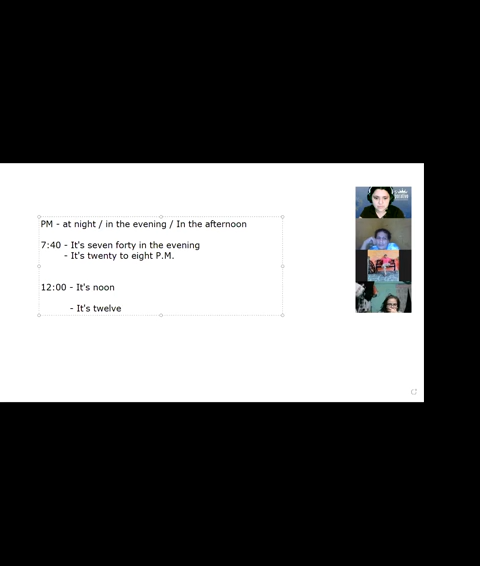 PM - at night / in the evening / In the afternoon
7:40 - It's seven forty in the evening
- It's twenty to eight P.M.
12:00 - It's noon
- It's twelve